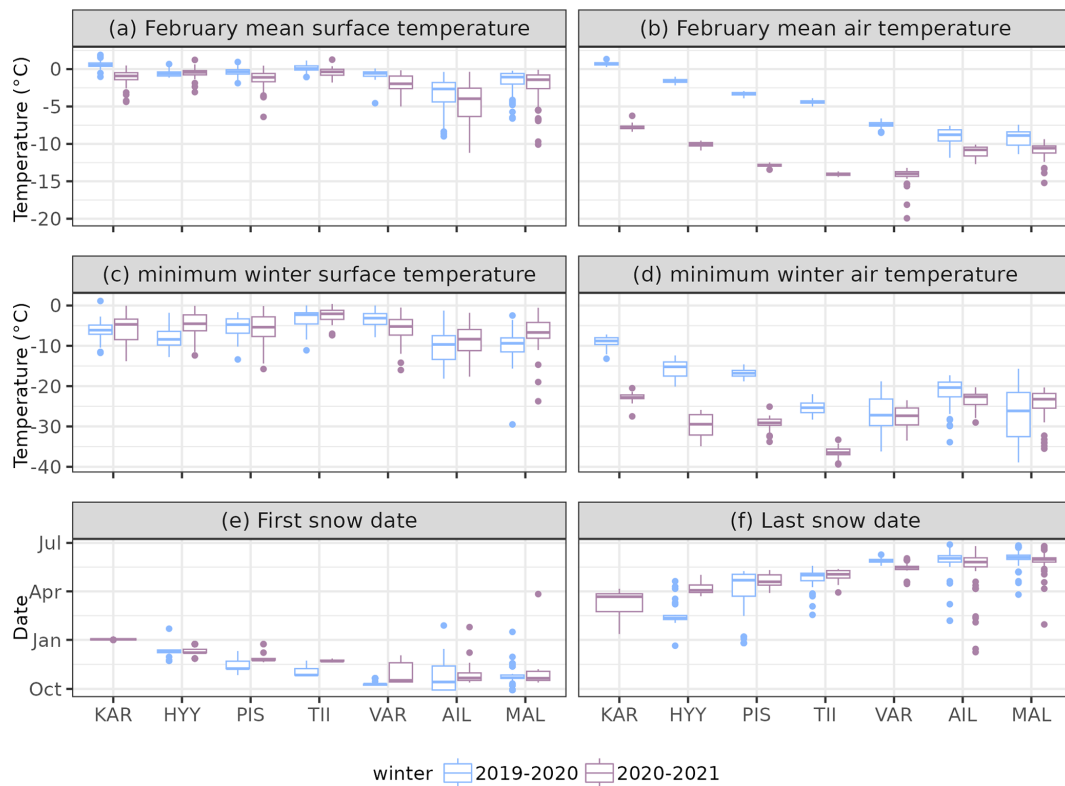 (a) February mean surface temperature
(b) February mean air temperature
Temperature (°C)
0
-5
-10
-15
-20
(c) minimum winter surface temperature
(d) minimum winter air temperature
Temperature (°C)
0
-10
-20
-30
-40
(e) First snow date
(f) Last snow date
Date
Jul
Apr
Jan
Oct
KAR HYY PIS TII VAR AIL MAL
KAR HYY PIS TII VAR AIL MAL
winter 2019-2020 2020-2021